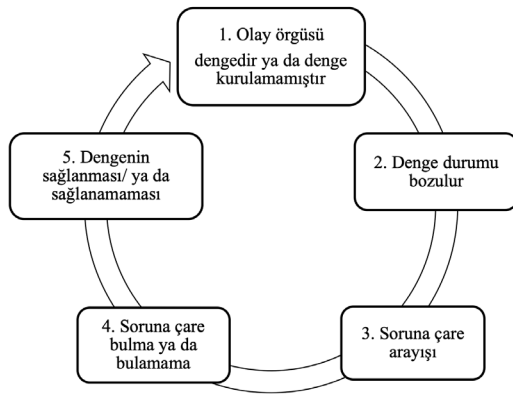 1. Olay örgüsü
dengedir ya da denge
kurulamamıştır
2. Denge durumu
bozulur
3. Soruna çare
arayışı
4. Soruna çare
bulma ya da
bulamama
5. Dengenin
sağlanması/ ya da
sağlanamaması